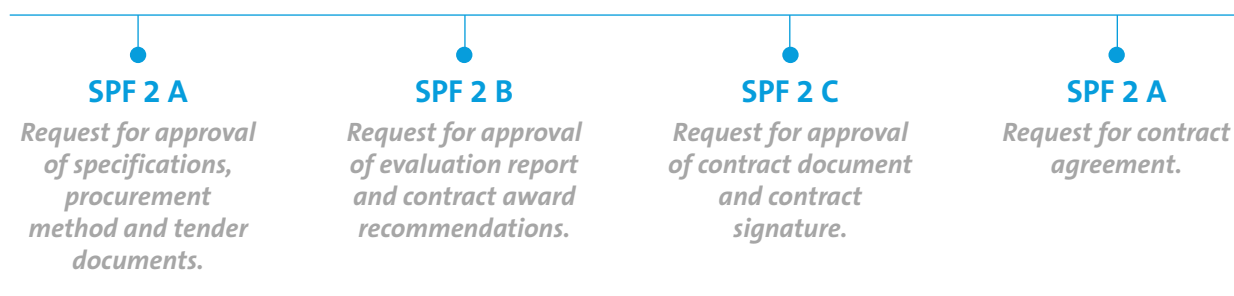 SPF 2 A
Request for approval
of specifications,
procurement
method and tender
documents.
SPF 2 B
Request for approval
of evaluation report
and contract award
recommendations.
SPF 2 C
Request for approval
of contract document
and contract
signature.
SPF 2 A
Request for contract
agreement.